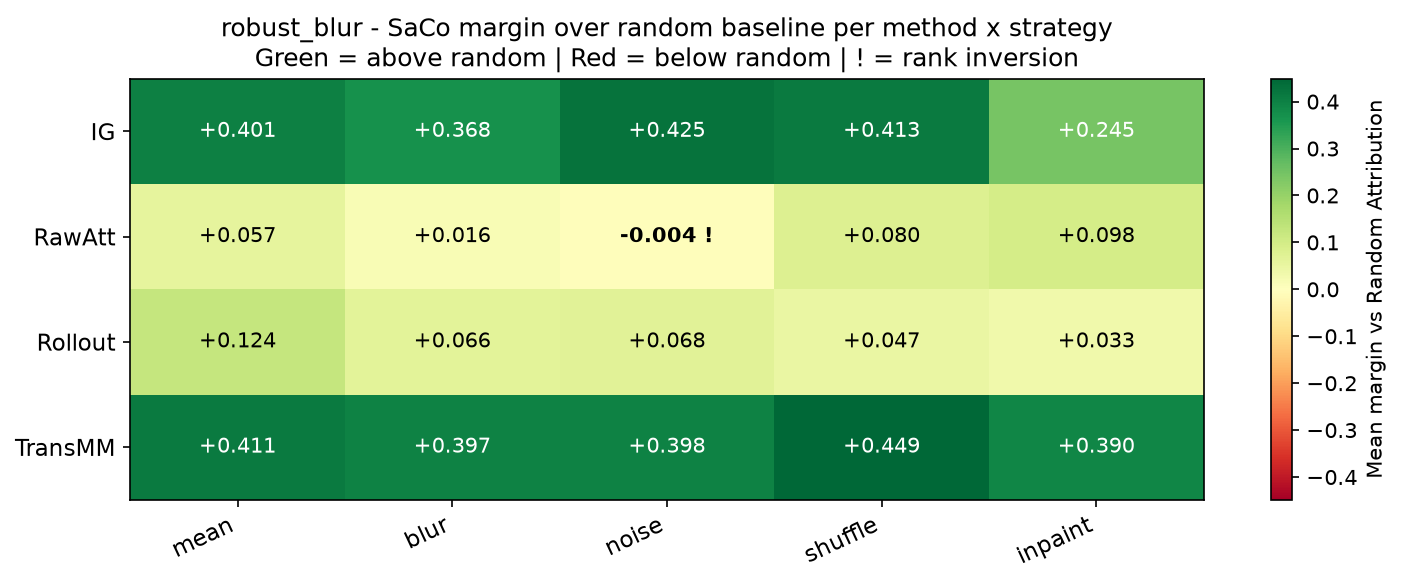 robust_blur - SaCo margin over random baseline per method x strategy
Green = above random | Red = below random | ! = rank inversion
IG +0.401 +0.368 +0.425 +0.413 +0.245
RawAtt +0.057 +0.016 -0.004 ! +0.080 +0.098
Rollout +0.124 +0.066 +0.068 +0.047 +0.033
TransMM +0.411 +0.397 +0.398 +0.449 +0.390
mean blur noise shuffle inpaint
0.4
0.3
0.2
0.1
0.0
−0.1
−0.2
−0.3
−0.4
Mean margin vs Random Attribution